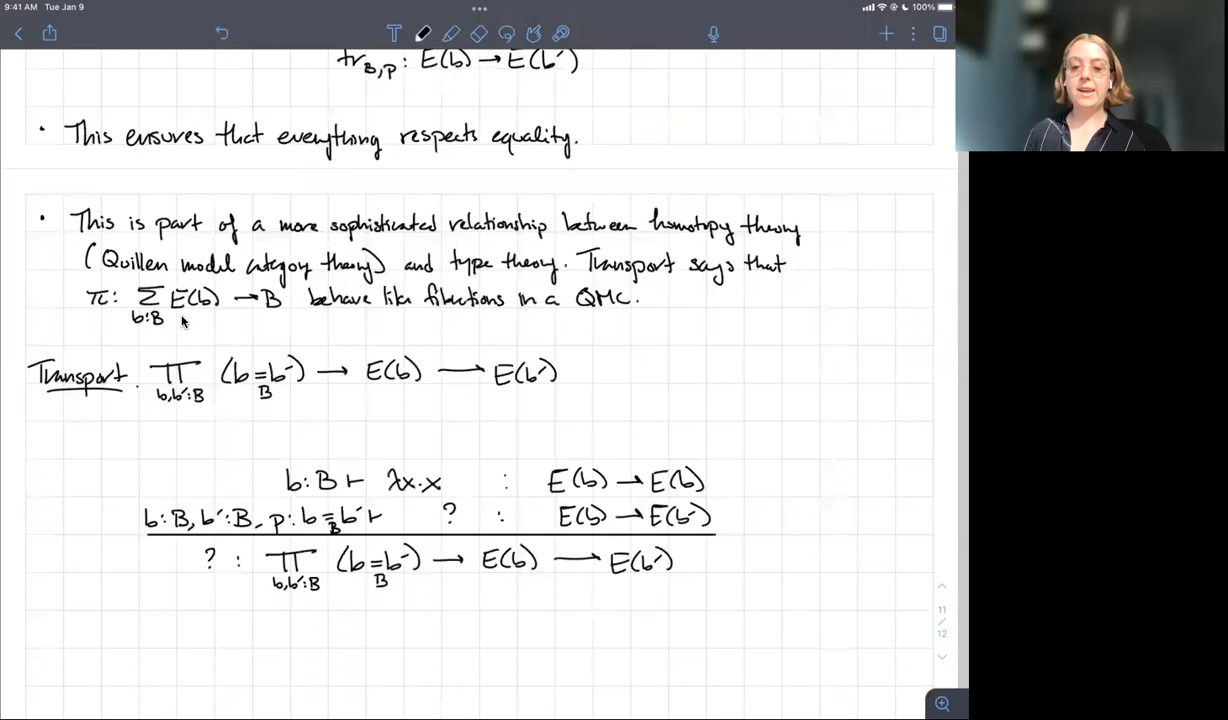 9:41 AM Tue Jan 9
100%
tr_{B,p} : E(b) → E(b´)
· This ensures that everything respects equality.
· This is part of a more sophisticated relationship between homotopy theory
(Quillen model category theory) and type theory. Transport says that
π: Σ_{b:B} E(b) → B behave like fibrations in a QMC.
Transport. Π_{b,b´:B} (b =_B b´) → E(b) → E(b´)
b:B ⊢ λx.x : E(b) → E(b)
b:B, b´:B, p: b =_B b´ ⊢ ? : E(b) → E(b´)
? : Π_{b,b´:B} (b =_B b´) → E(b) → E(b´)
11
/
12